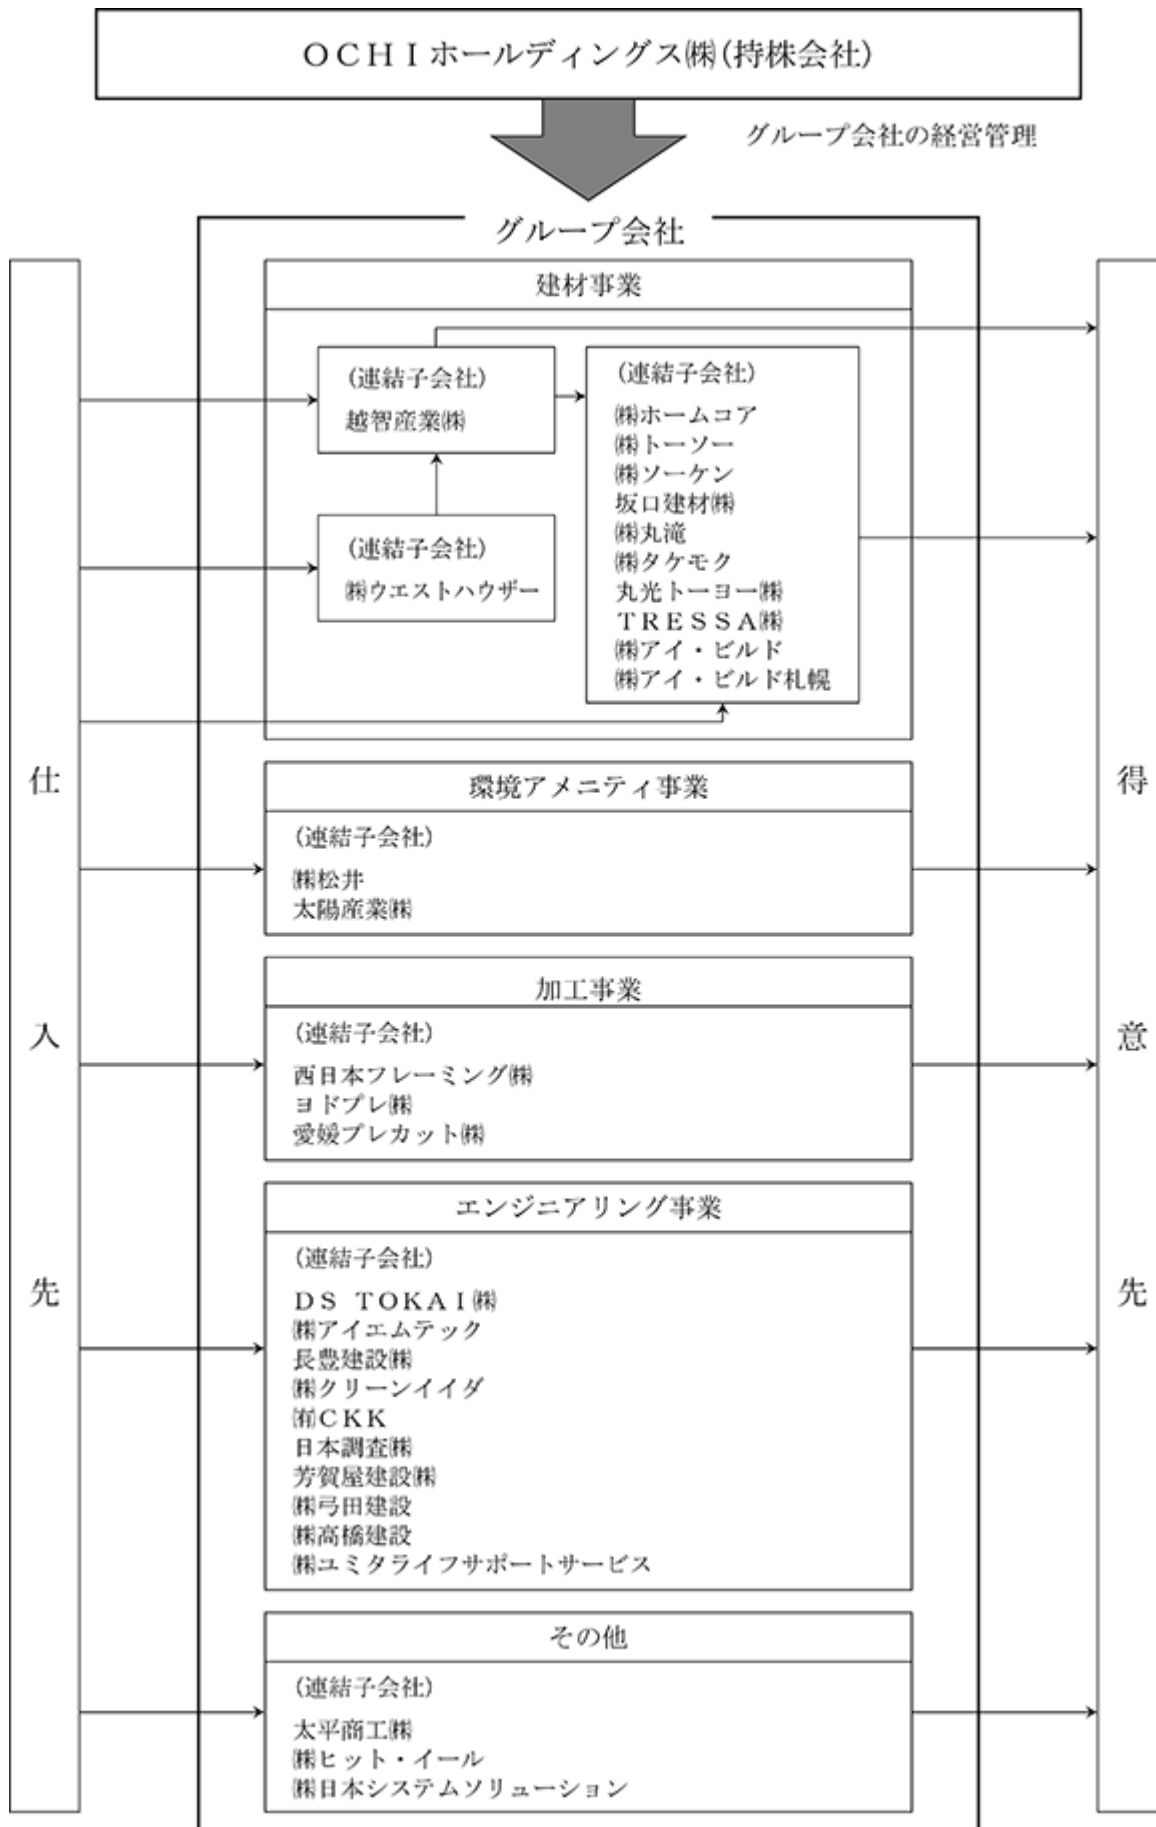 ＯＣＨＩホールディングス㈱(持株会社)
グループ会社の経営管理
グループ会社
仕入先
建材事業
(連結子会社)
越智産業㈱
(連結子会社)
㈱ウエストハウザー
(連結子会社)
㈱ホームコア
㈱トーソー
㈱ソーケン
坂口建材㈱
㈱丸滝
㈱タケモク
丸光トーヨー㈱
ＴＲＥＳＳＡ㈱
㈱アイ・ビルド
㈱アイ・ビルド札幌
環境アメニティ事業
(連結子会社)
㈱松井
太陽産業㈱
加工事業
(連結子会社)
西日本フレーミング㈱
ヨドプレ㈱
愛媛プレカット㈱
エンジニアリング事業
(連結子会社)
ＤＳ ＴＯＫＡＩ㈱
㈱アイエムテック
長豊建設㈱
㈱クリーンイイダ
㈲ＣＫＫ
日本調査㈱
芳賀屋建設㈱
㈱弓田建設
㈱高橋建設
㈱ユミタライフサポートサービス
その他
(連結子会社)
太平商工㈱
㈱ヒット・イール
㈱日本システムソリューション
得意先